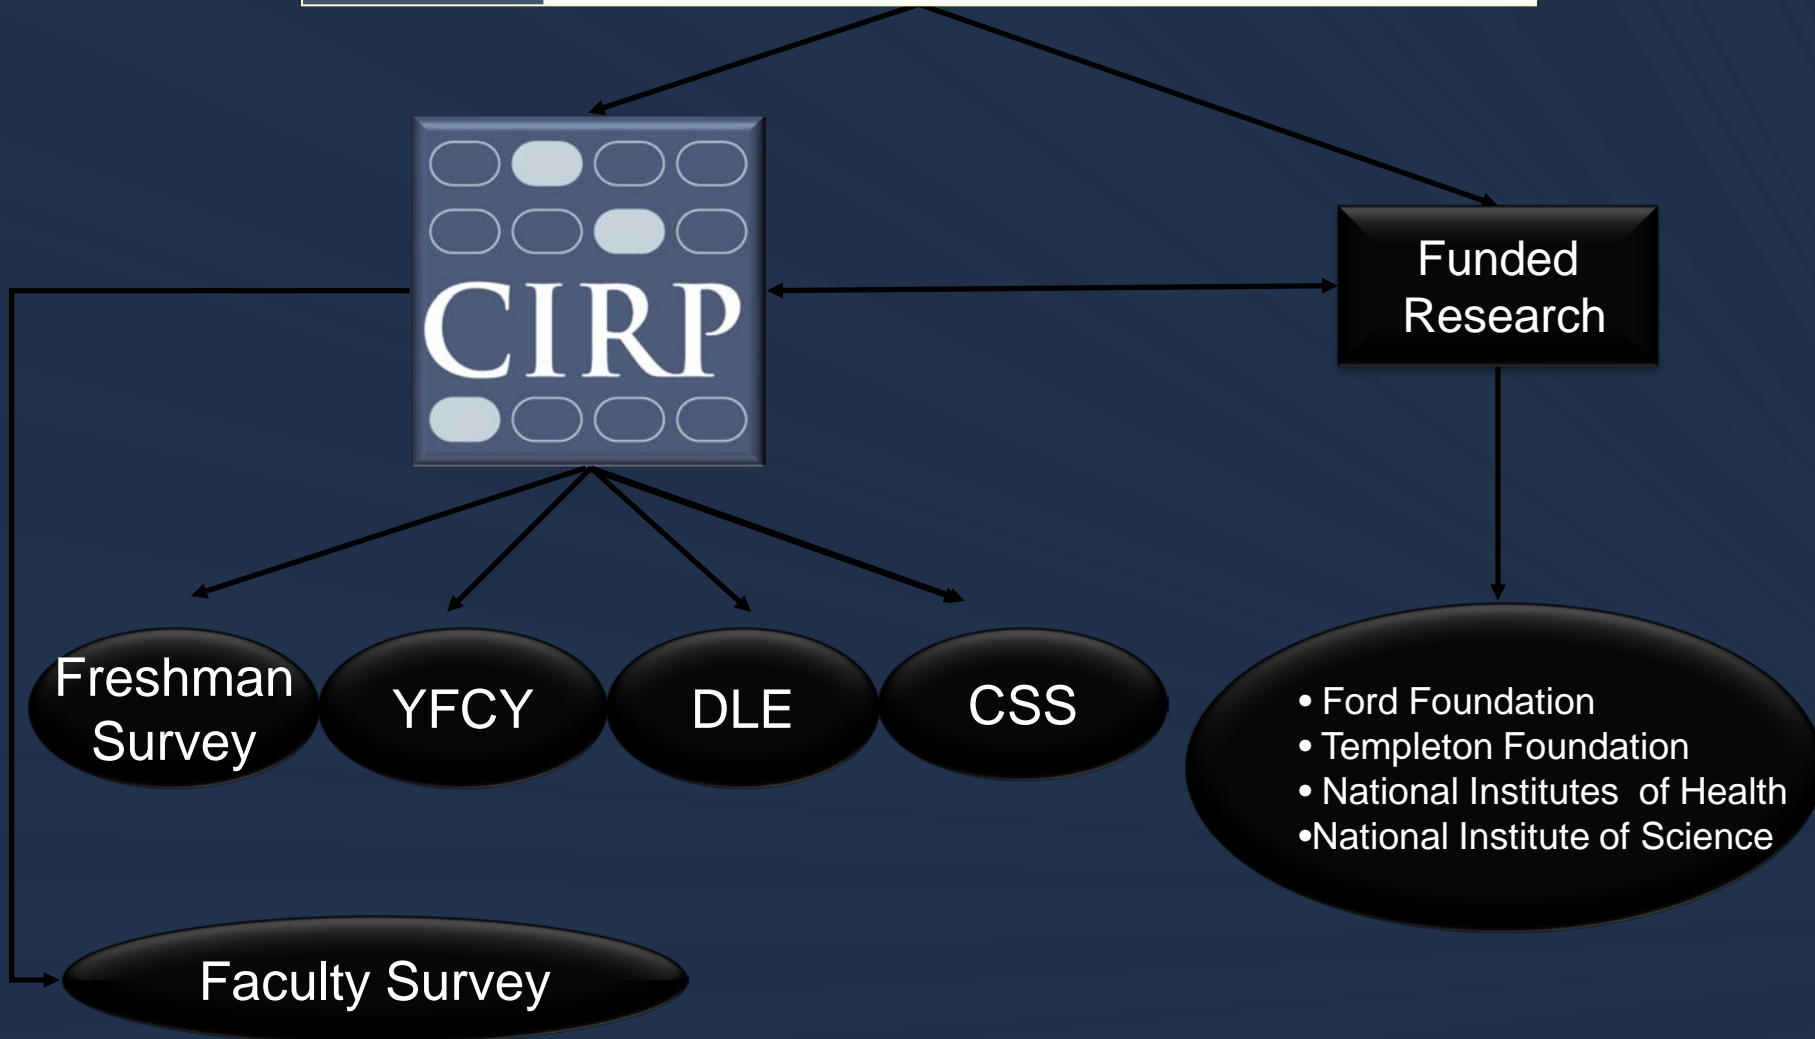 CIRP
Funded
Research
Freshman
Survey
YFCY
DLE
CSS
• Ford Foundation
• Templeton Foundation
• National Institutes  of Health
•National Institute of Science
Faculty Survey